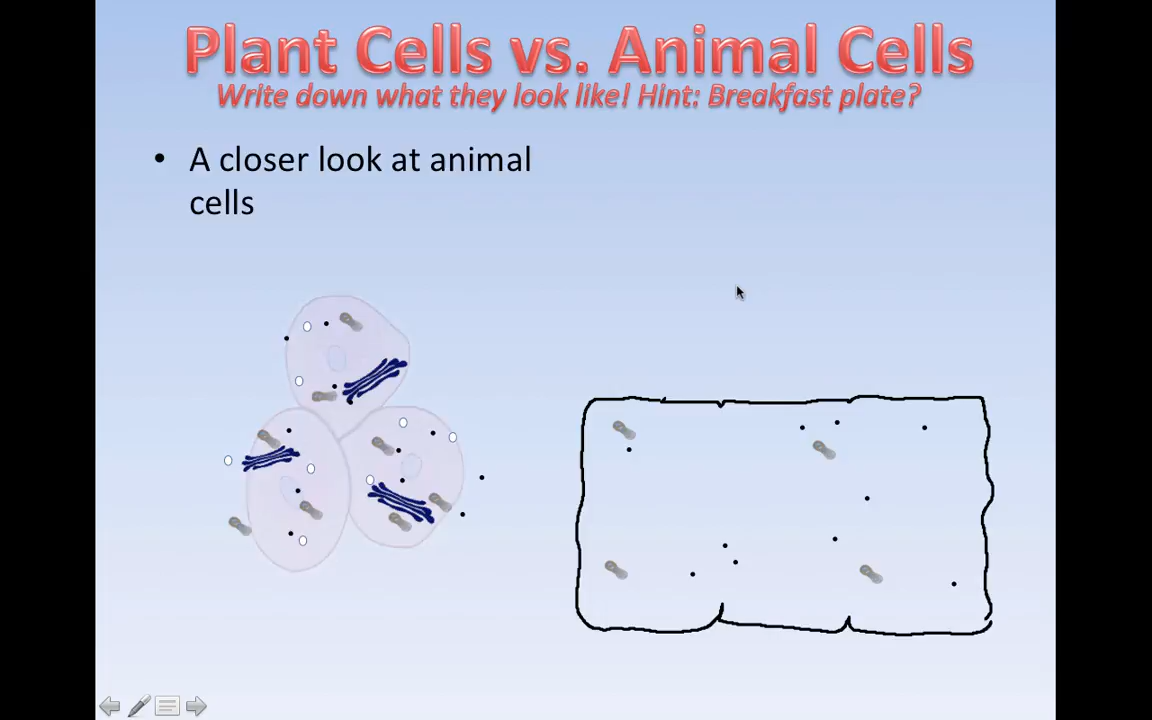 Plant Cells vs. Animal Cells
Write down what they look like! Hint: Breakfast plate?
• A closer look at animal
cells